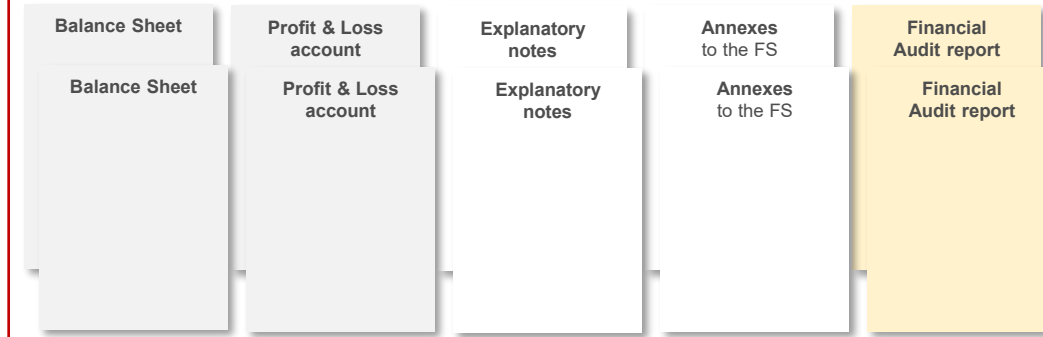 Balance Sheet
Profit & Loss
account
Explanatory
notes
Annexes
to the FS
Financial
Audit report
Balance Sheet
Profit & Loss
account
Explanatory
notes
Annexes
to the FS
Financial
Audit report